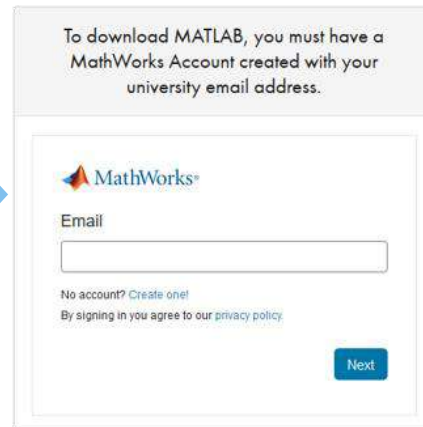 To download MATLAB, you must have a
MathWorks Account created with your
university email address.
MathWorks®
Email
No account? Create one!
By signing in you agree to our privacy policy.
Next